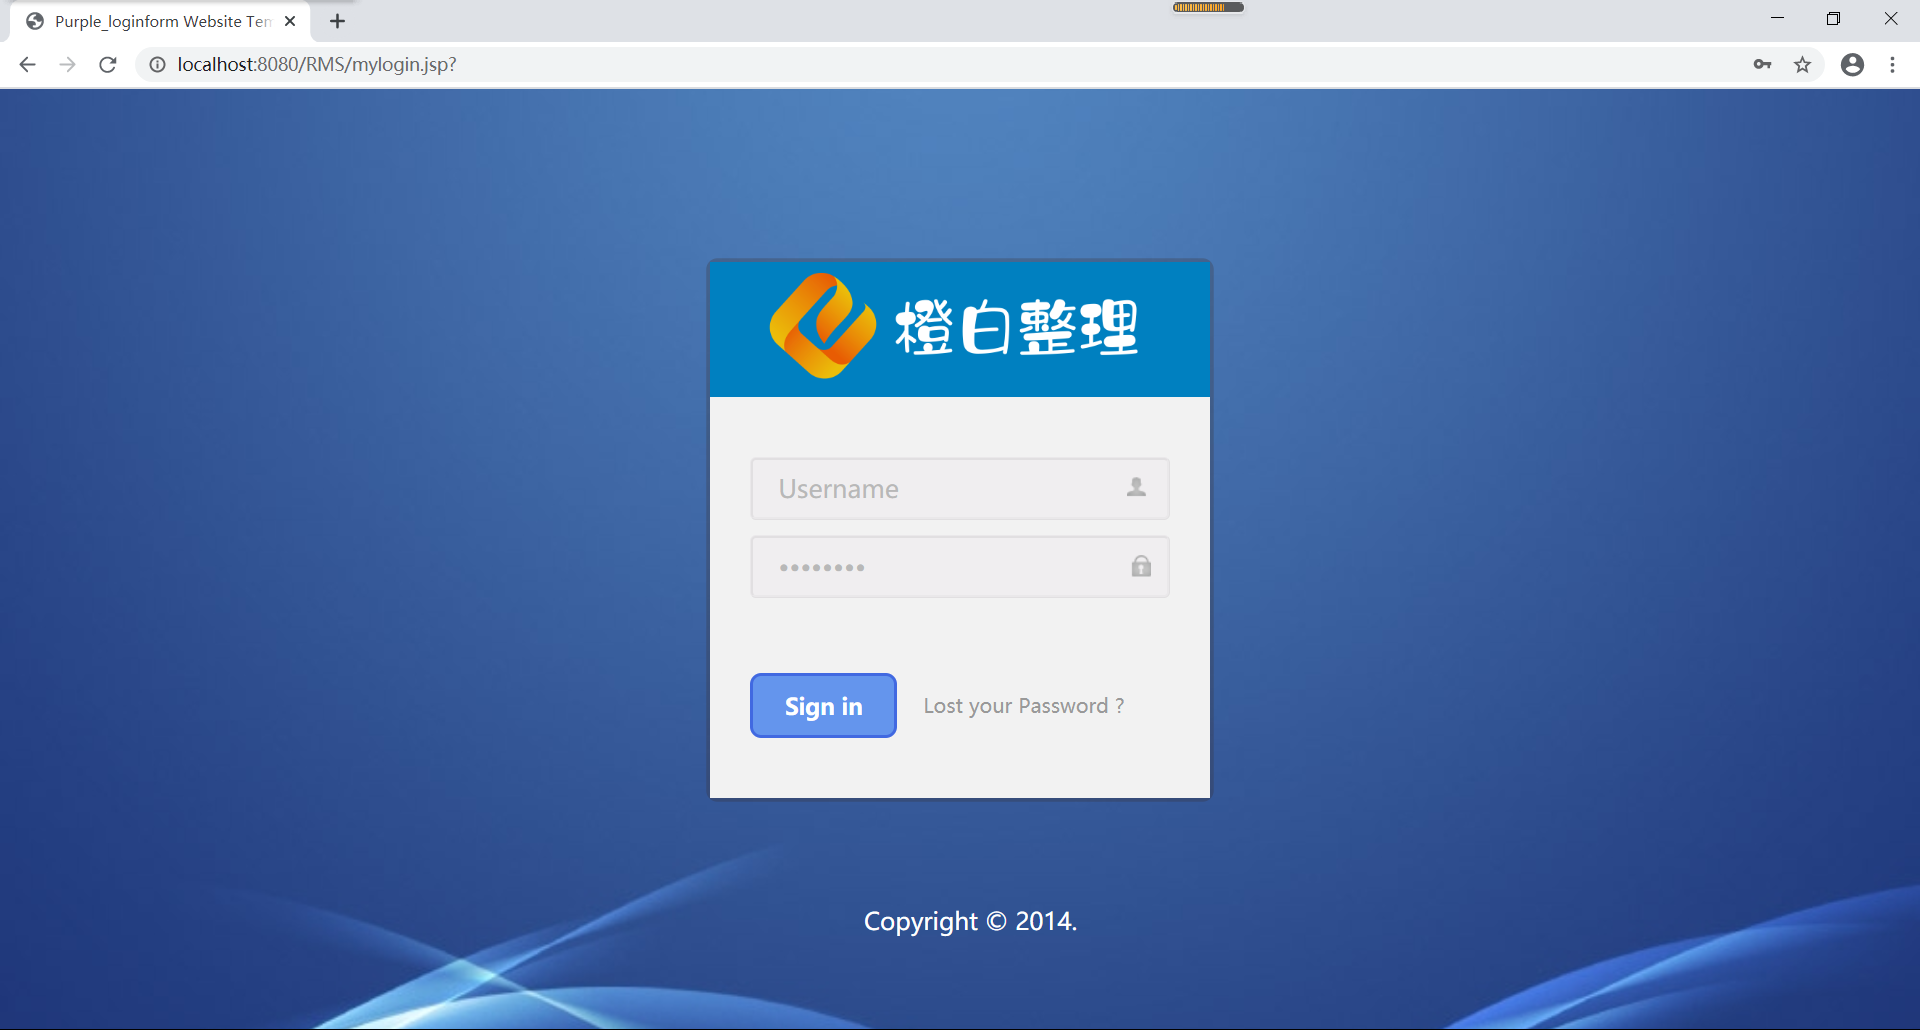 Purple_loginform Website Tem
localhost:8080/RMS/mylogin.jsp?
橙白整理
Username
••••••••
Sign in
Lost your Password ?
Copyright © 2014.